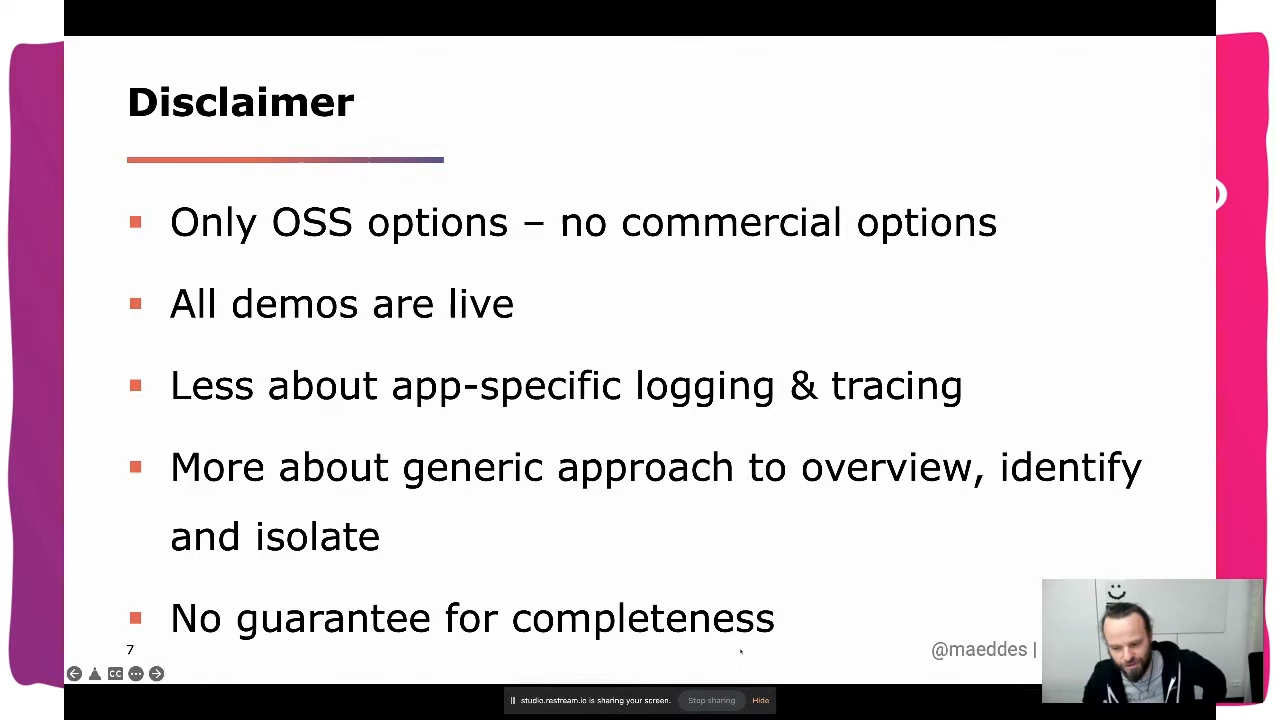 Disclaimer
Only OSS options – no commercial options
All demos are live
Less about app-specific logging & tracing
More about generic approach to overview, identify
and isolate
No guarantee for completeness
7
@maeddes |
CC
studio.restream.io is sharing your screen.
Stop sharing
Hide